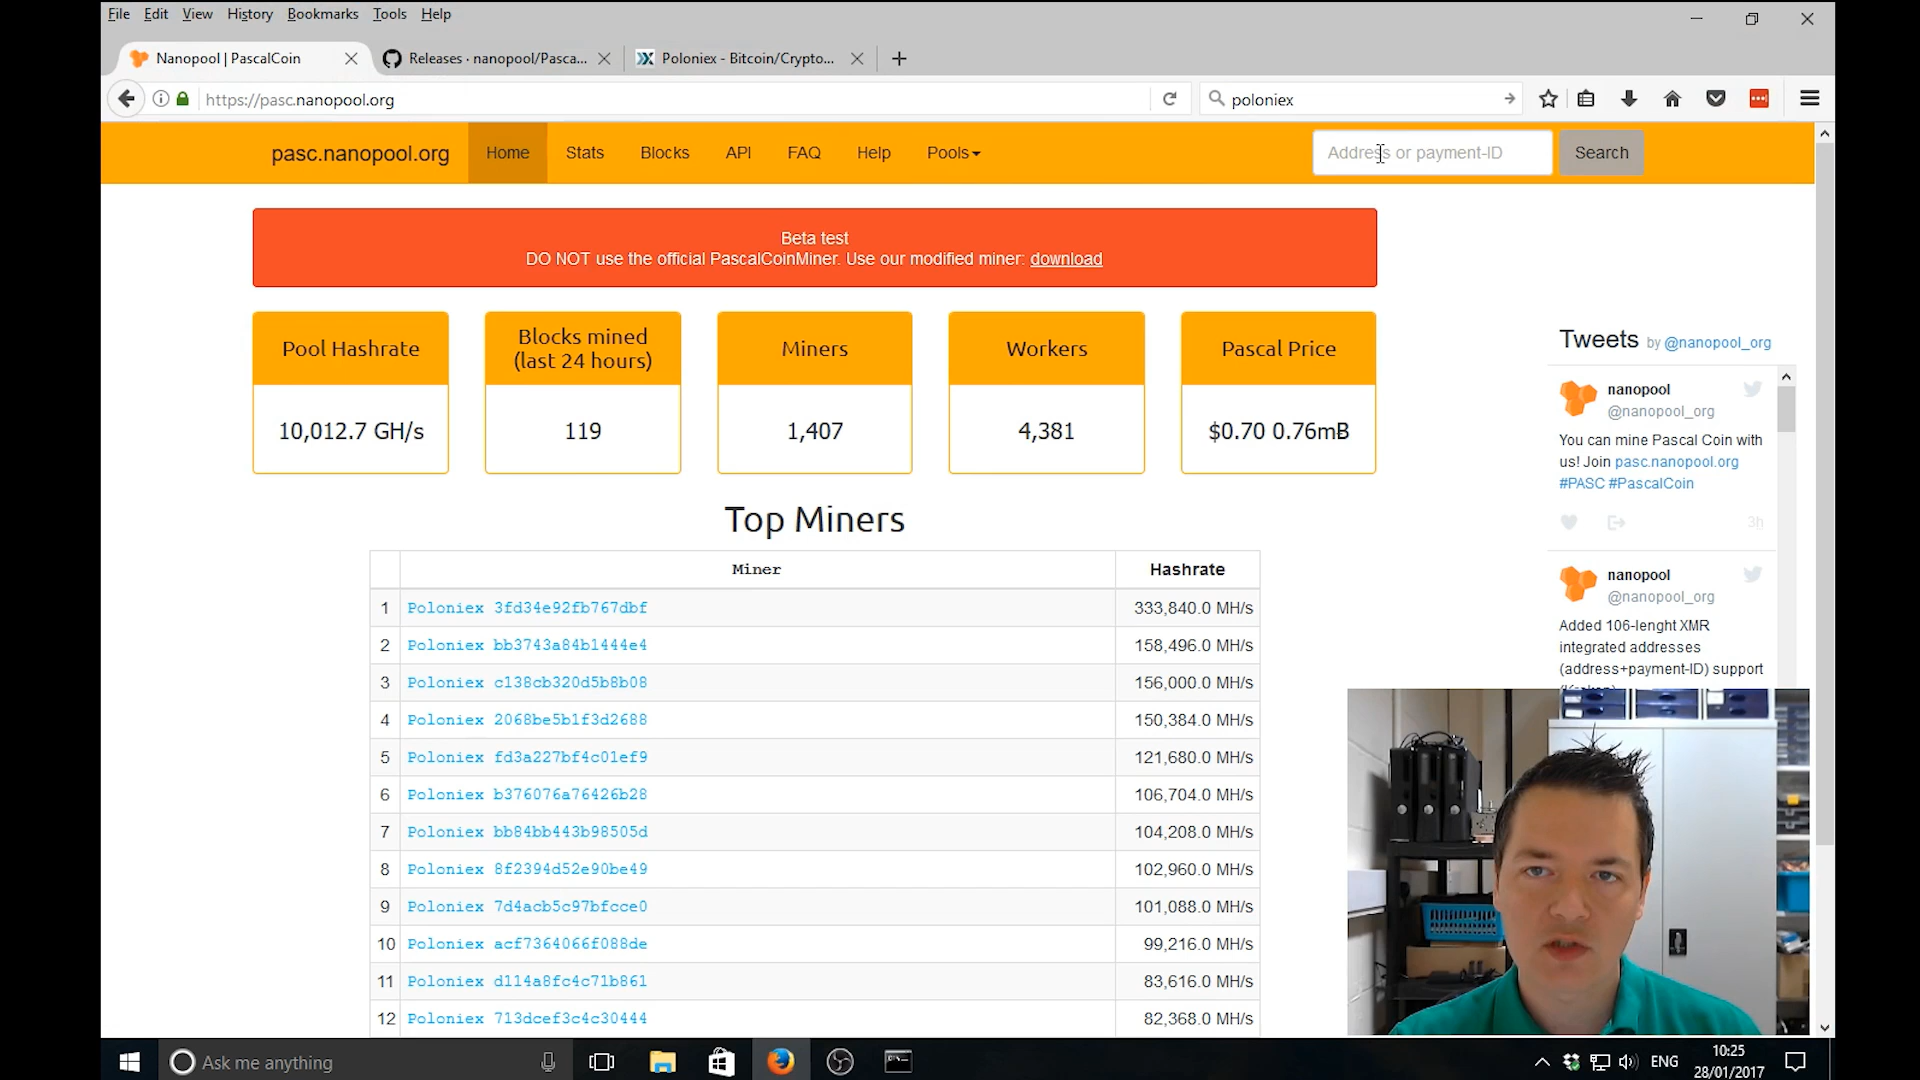 File Edit View History Bookmarks Tools Help
Nanopool | PascalCoin
Releases · nanopool/Pasca...
Poloniex - Bitcoin/Crypto...
https://pasc.nanopool.org
poloniex
pasc.nanopool.org Home Stats Blocks API FAQ Help Pools
Address or payment-ID
Search
Beta test
DO NOT use the official PascalCoinMiner. Use our modified miner: download
Pool Hashrate
10,012.7 GH/s
Blocks mined
(last 24 hours)
119
Miners
1,407
Workers
4,381
Pascal Price
$0.70 0.76mB
Tweets by @nanopool_org
nanopool
@nanopool_org
You can mine Pascal Coin with
us! Join pasc.nanopool.org
#PASC #PascalCoin
3h
nanopool
@nanopool_org
Added 106-lenght XMR
integrated addresses
(address+payment-ID) support
Top Miners
Miner Hashrate
1 Poloniex 3fd34e92fb767dbf 333,840.0 MH/s
2 Poloniex bb3743a84b1444e4 158,496.0 MH/s
3 Poloniex c138cb320d5b8b08 156,000.0 MH/s
4 Poloniex 2068be5b1f3d2688 150,384.0 MH/s
5 Poloniex fd3a227bf4c01ef9 121,680.0 MH/s
6 Poloniex b376076a76426b28 106,704.0 MH/s
7 Poloniex bb84bb443b98505d 104,208.0 MH/s
8 Poloniex 8f2394d52e90be49 102,960.0 MH/s
9 Poloniex 7d4acb5c97bfcce0 101,088.0 MH/s
10 Poloniex acf7364066f088de 99,216.0 MH/s
11 Poloniex d114a8fc4c71b861 83,616.0 MH/s
12 Poloniex 713dcef3c4c30444 82,368.0 MH/s
Ask me anything
ENG
10:25
28/01/2017